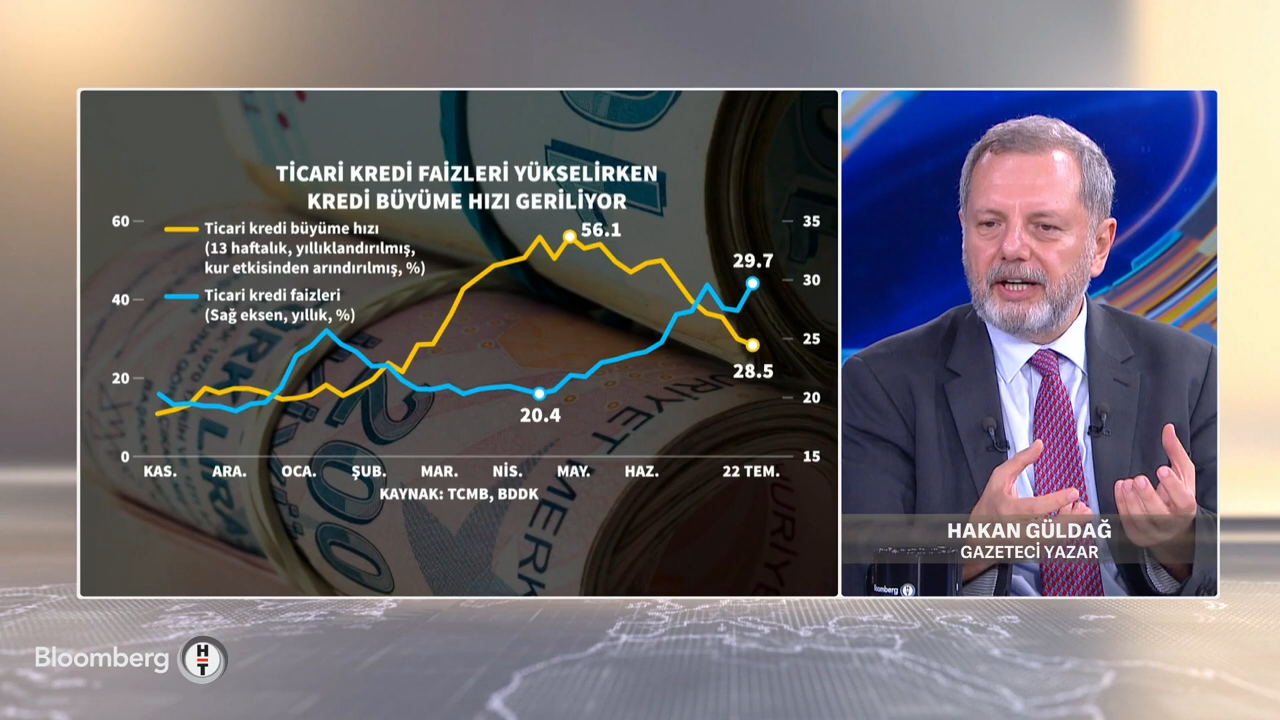 TİCARİ KREDİ FAİZLERİ YÜKSELİRKEN
KREDİ BÜYÜME HIZI GERİLİYOR
60
40
20
0
Ticari kredi büyüme hızı
(13 haftalık, yıllıklandırılmış,
kur etkisinden arındırılmış, %)
Ticari kredi faizleri
(Sağ eksen, yıllık, %)
56.1
29.7
28.5
20.4
35
30
25
20
15
KAS. ARA. OCA. ŞUB. MAR. NİS. MAY. HAZ. 22 TEM.
KAYNAK: TCMB, BDDK
200
HAKAN GÜLDAĞ
GAZETECİ YAZAR
Bloomberg HT
Bloomberg HT